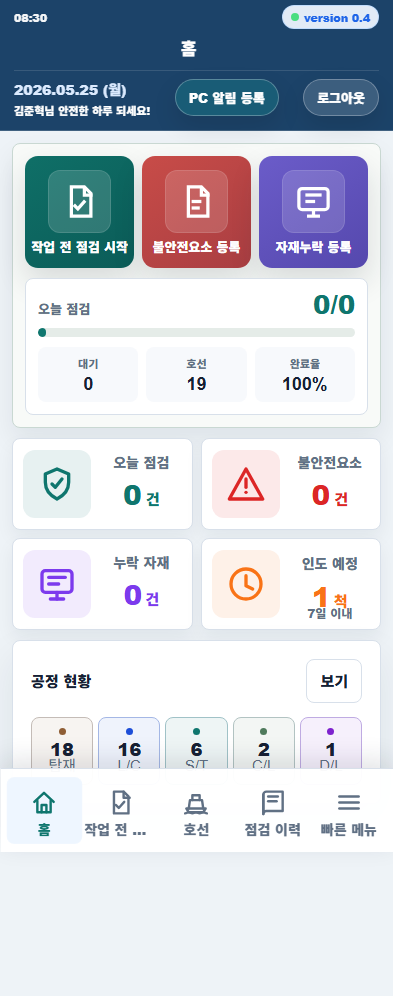 08:30
version 0.4
홈
2026.05.25 (월)
김준혁님 안전한 하루 되세요!
PC 알림 등록
로그아웃
작업 전 점검 시작
불안전요소 등록
자재누락 등록
오늘 점검
0/0
대기
0
호선
19
완료율
100%
오늘 점검
0 건
불안전요소
0 건
누락 자재
0 건
인도 예정
1 척
7일 이내
공정 현황
보기
18
탑재
16
L/C
6
S/T
2
C/L
1
D/L
홈
작업 전 ...
호선
점검 이력
빠른 메뉴